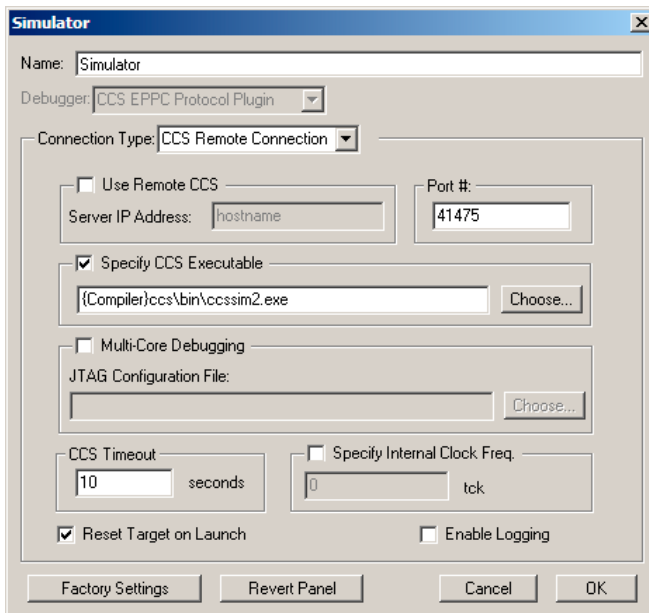 Simulator
Name: Simulator
Debugger: CCS EPPC Protocol Plugin
Connection Type: CCS Remote Connection
Use Remote CCS
Port #:
Server IP Address: hostname
41475
Specify CCS Executable
{Compiler}ccs\bin\ccssim2.exe Choose...
Multi-Core Debugging
JTAG Configuration File:
Choose...
CCS Timeout
Specify Internal Clock Freq.
10 seconds
0 tck
Reset Target on Launch
Enable Logging
Factory Settings Revert Panel Cancel OK